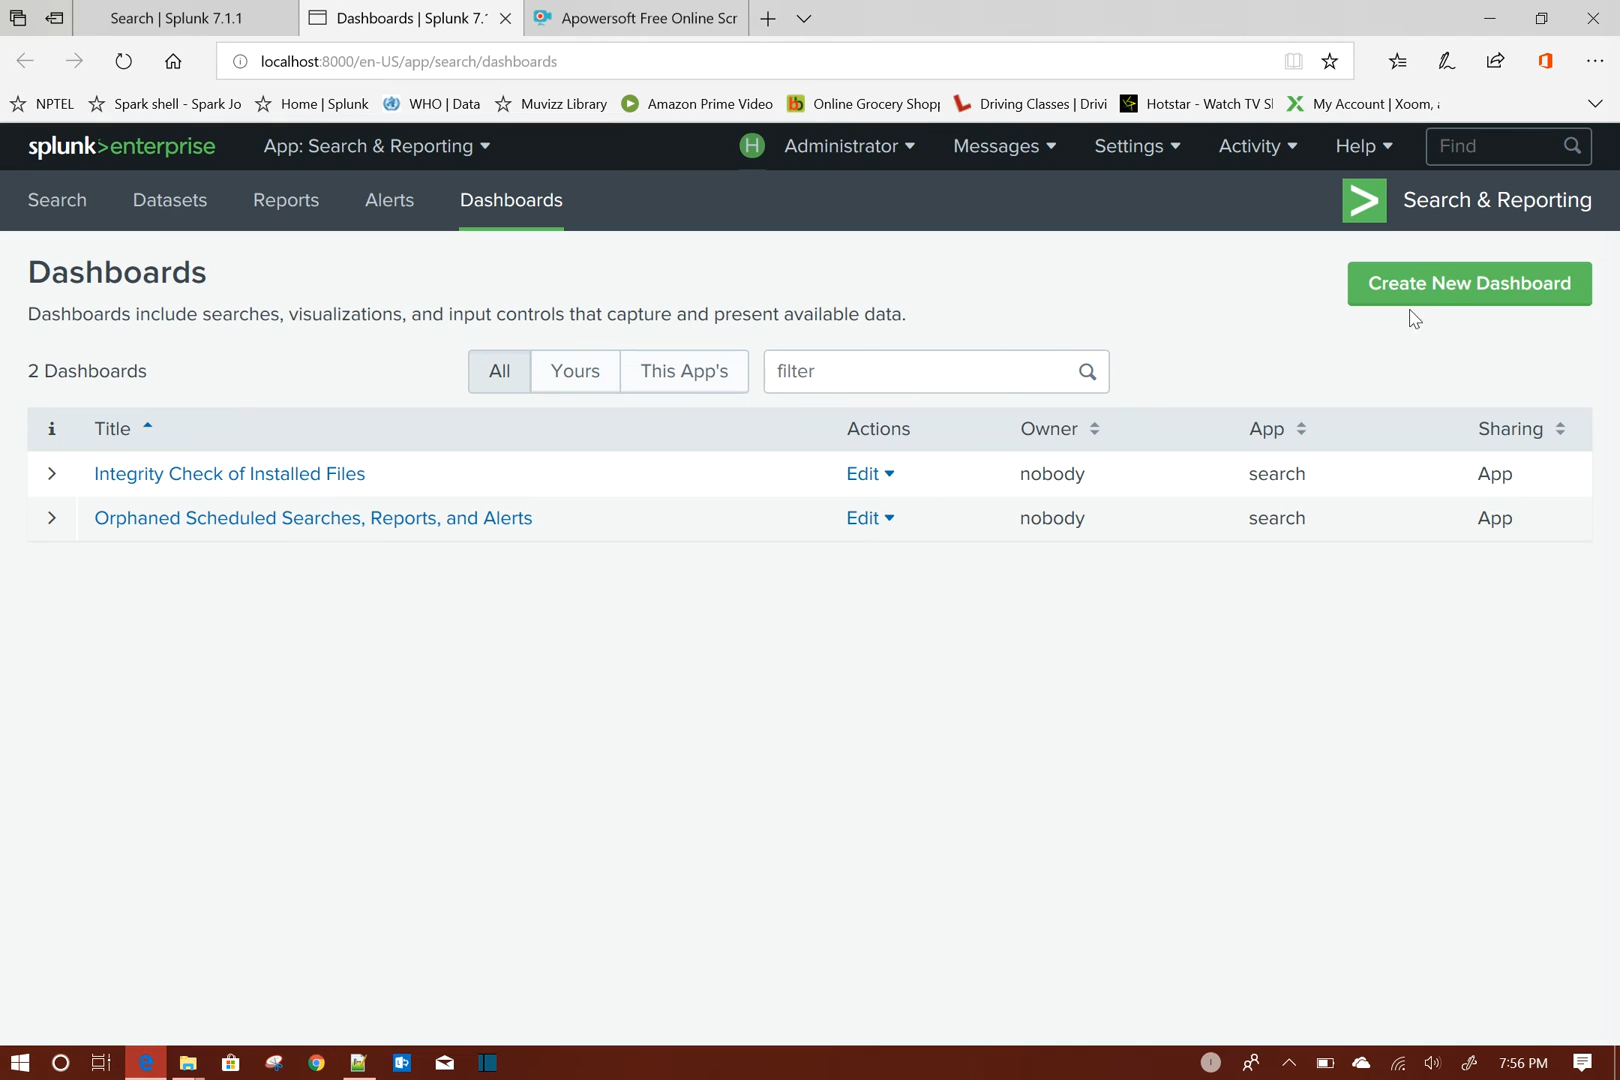 Search | Splunk 7.1.1
Dashboards | Splunk 7.
Apowersoft Free Online Scr
localhost:8000/en-US/app/search/dashboards
NPTEL
Spark shell - Spark Jo
Home | Splunk
WHO | Data
Muvizz Library
Amazon Prime Video
Online Grocery Shopp
Driving Classes | Drivi
Hotstar - Watch TV S
My Account | Xoom,
splunk>enterprise
App: Search & Reporting
H
Administrator
Messages
Settings
Activity
Help
Find
Search
Datasets
Reports
Alerts
Dashboards
Search & Reporting
Dashboards
Create New Dashboard
Dashboards include searches, visualizations, and input controls that capture and present available data.
2 Dashboards
All
Yours
This App's
filter
i
Title
Actions
Owner
App
Sharing
Integrity Check of Installed Files
Edit
nobody
search
App
Orphaned Scheduled Searches, Reports, and Alerts
Edit
nobody
search
App
7:56 PM